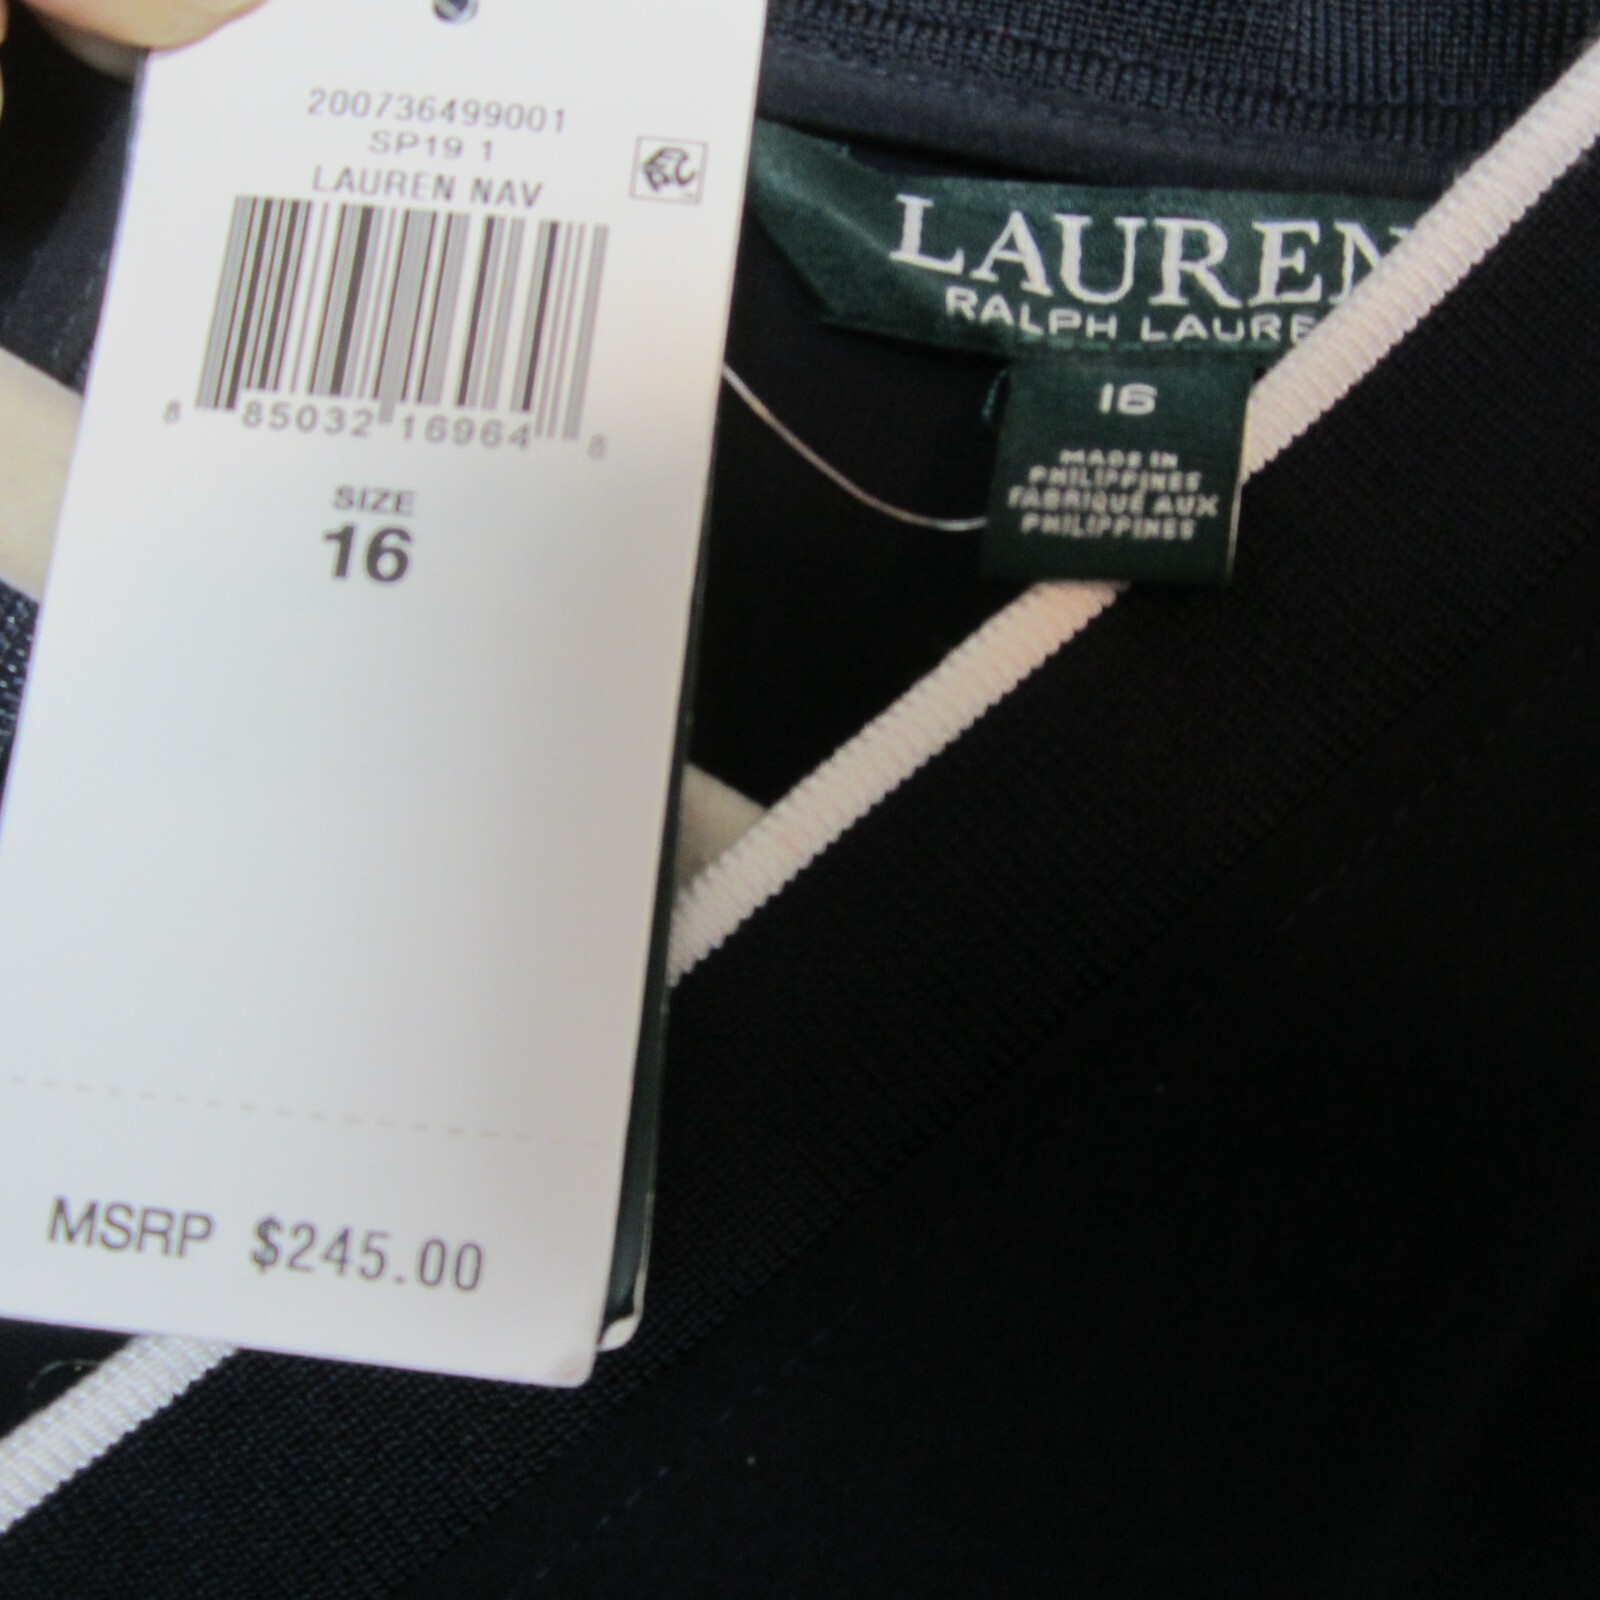 200736499001
SP19 1
LAUREN NAV
8 85032 16964 8
SIZE
16
MSRP $245.00
LAUREN
RALPH LAURE
16
MADE IN
PHILIPPINES
FABRIQUÉ AUX
PHILIPPINES